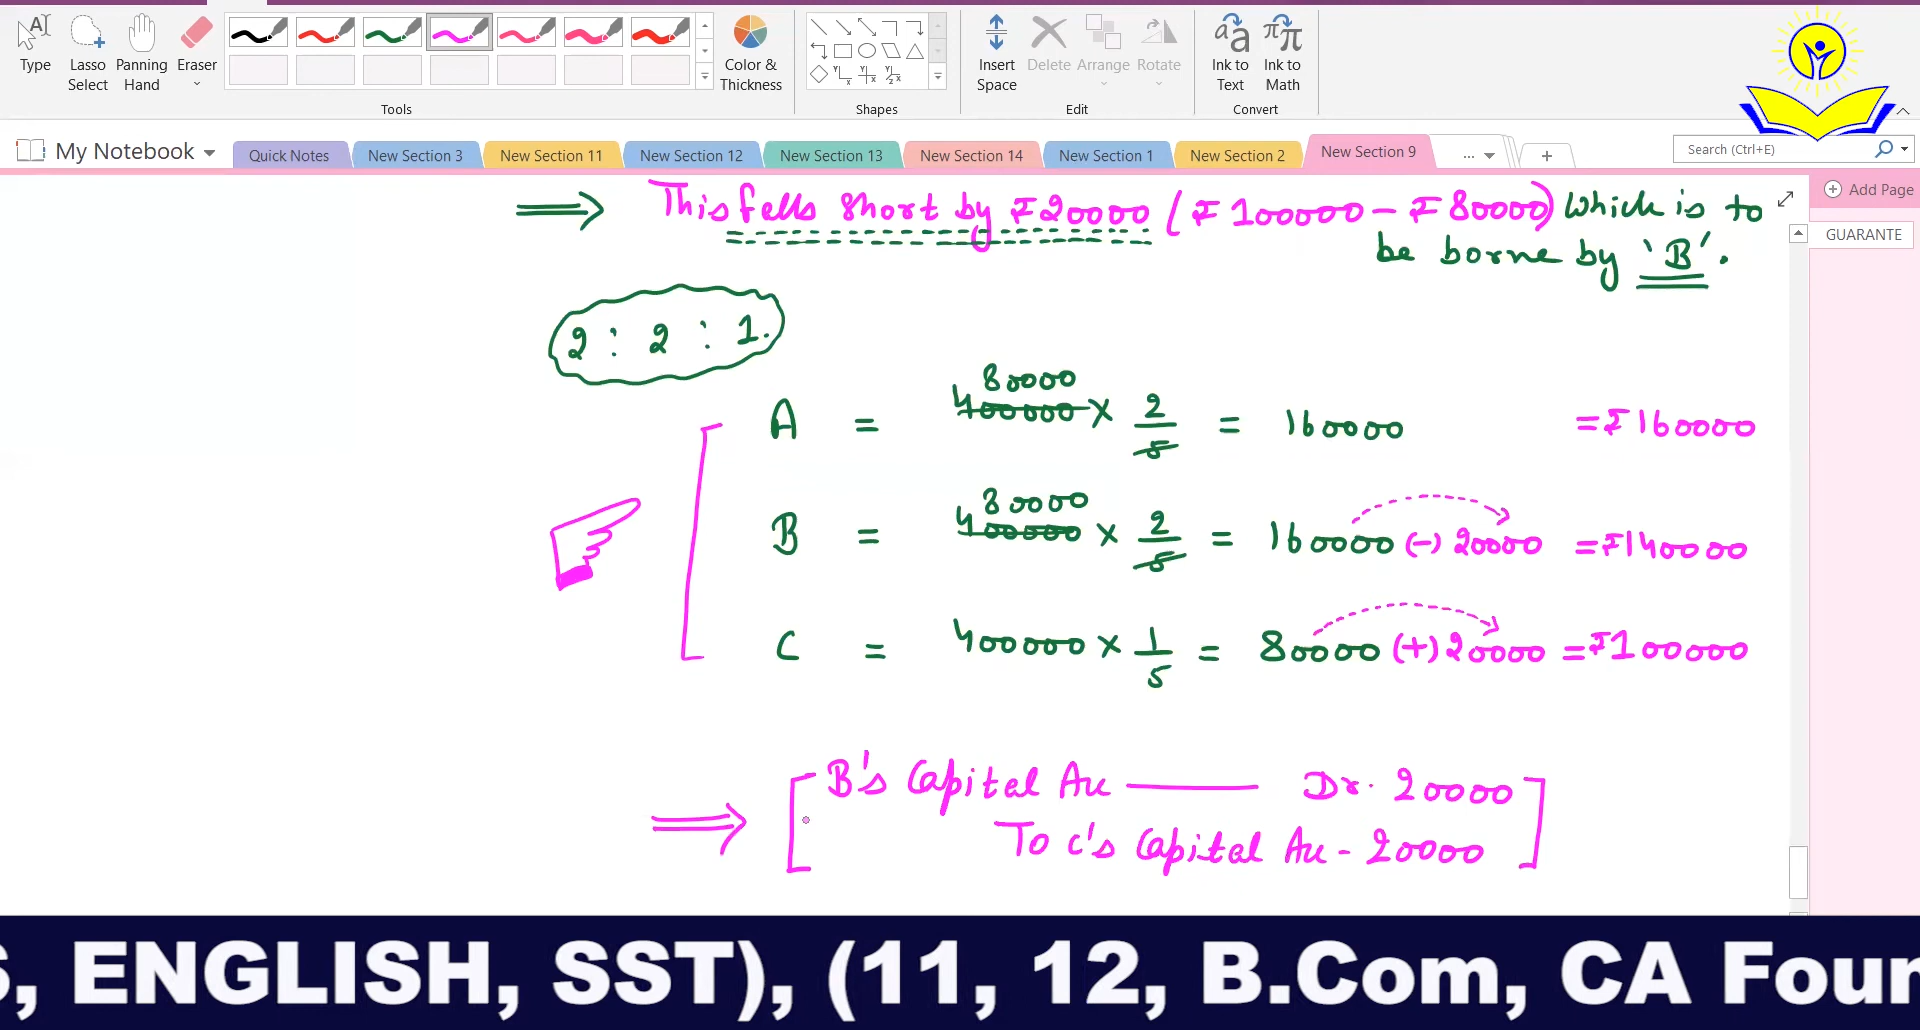 Type
Lasso Select
Panning Hand
Eraser
Color & Thickness
Insert Space
Delete
Arrange
Rotate
Ink to Text
Ink to Math
Tools
Shapes
Edit
Convert
My Notebook
Quick Notes
New Section 3
New Section 11
New Section 12
New Section 13
New Section 14
New Section 1
New Section 2
New Section 9
...
Search (Ctrl+E)
Add Page
GUARANTE
⇒ This falls short by ₹20000 (₹100000 - ₹80000) which is to
be borne by 'B'.
2 : 2 : 1.
80000
A = 400000 × 2/5 = 160000 = ₹160000
80000
B = 400000 × 2/5 = 160000 (-) 20000 = ₹140000
C = 400000 × 1/5 = 80000 (+) 20000 = ₹100000
⇒ [B's Capital A/c —— Dr. 20000
To C's Capital A/c - 20000]
S, ENGLISH, SST), (11, 12, B.Com, CA Foun